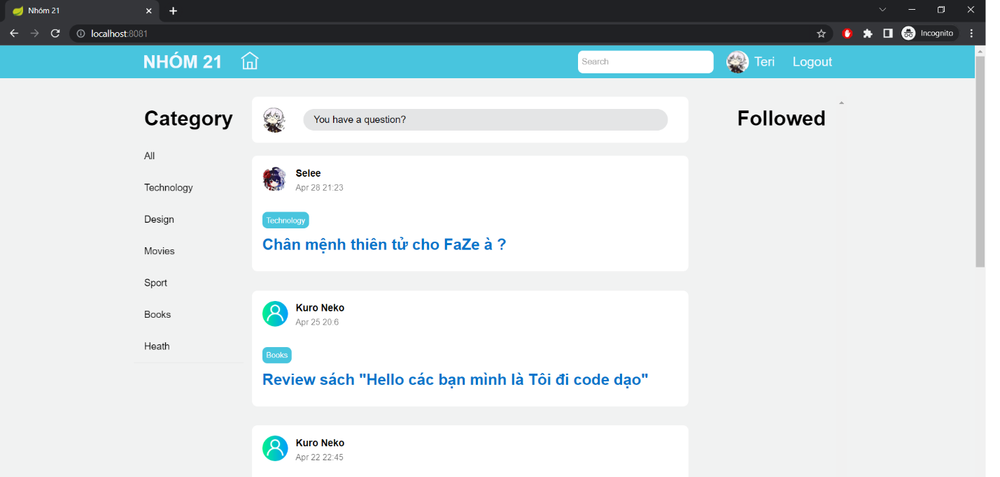 Nhóm 21
localhost:8081
Incognito
NHÓM 21
Search
Teri
Logout
Category
All
Technology
Design
Movies
Sport
Books
Heath
You have a question?
Selee
Apr 28 21:23
Technology
Chân mệnh thiên tử cho FaZe à ?
Kuro Neko
Apr 25 20:6
Books
Review sách "Hello các bạn mình là Tôi đi code dạo"
Kuro Neko
Apr 22 22:45
Followed